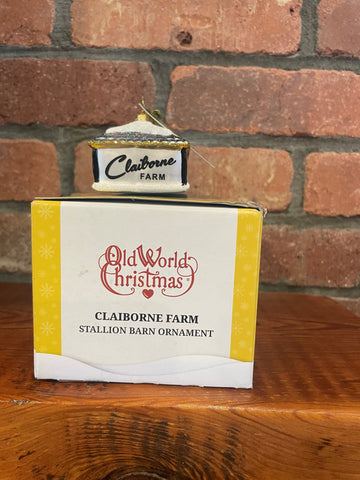 Claiborne
FARM
Old World
Christmas
CLAIBORNE FARM
STALLION BARN ORNAMENT